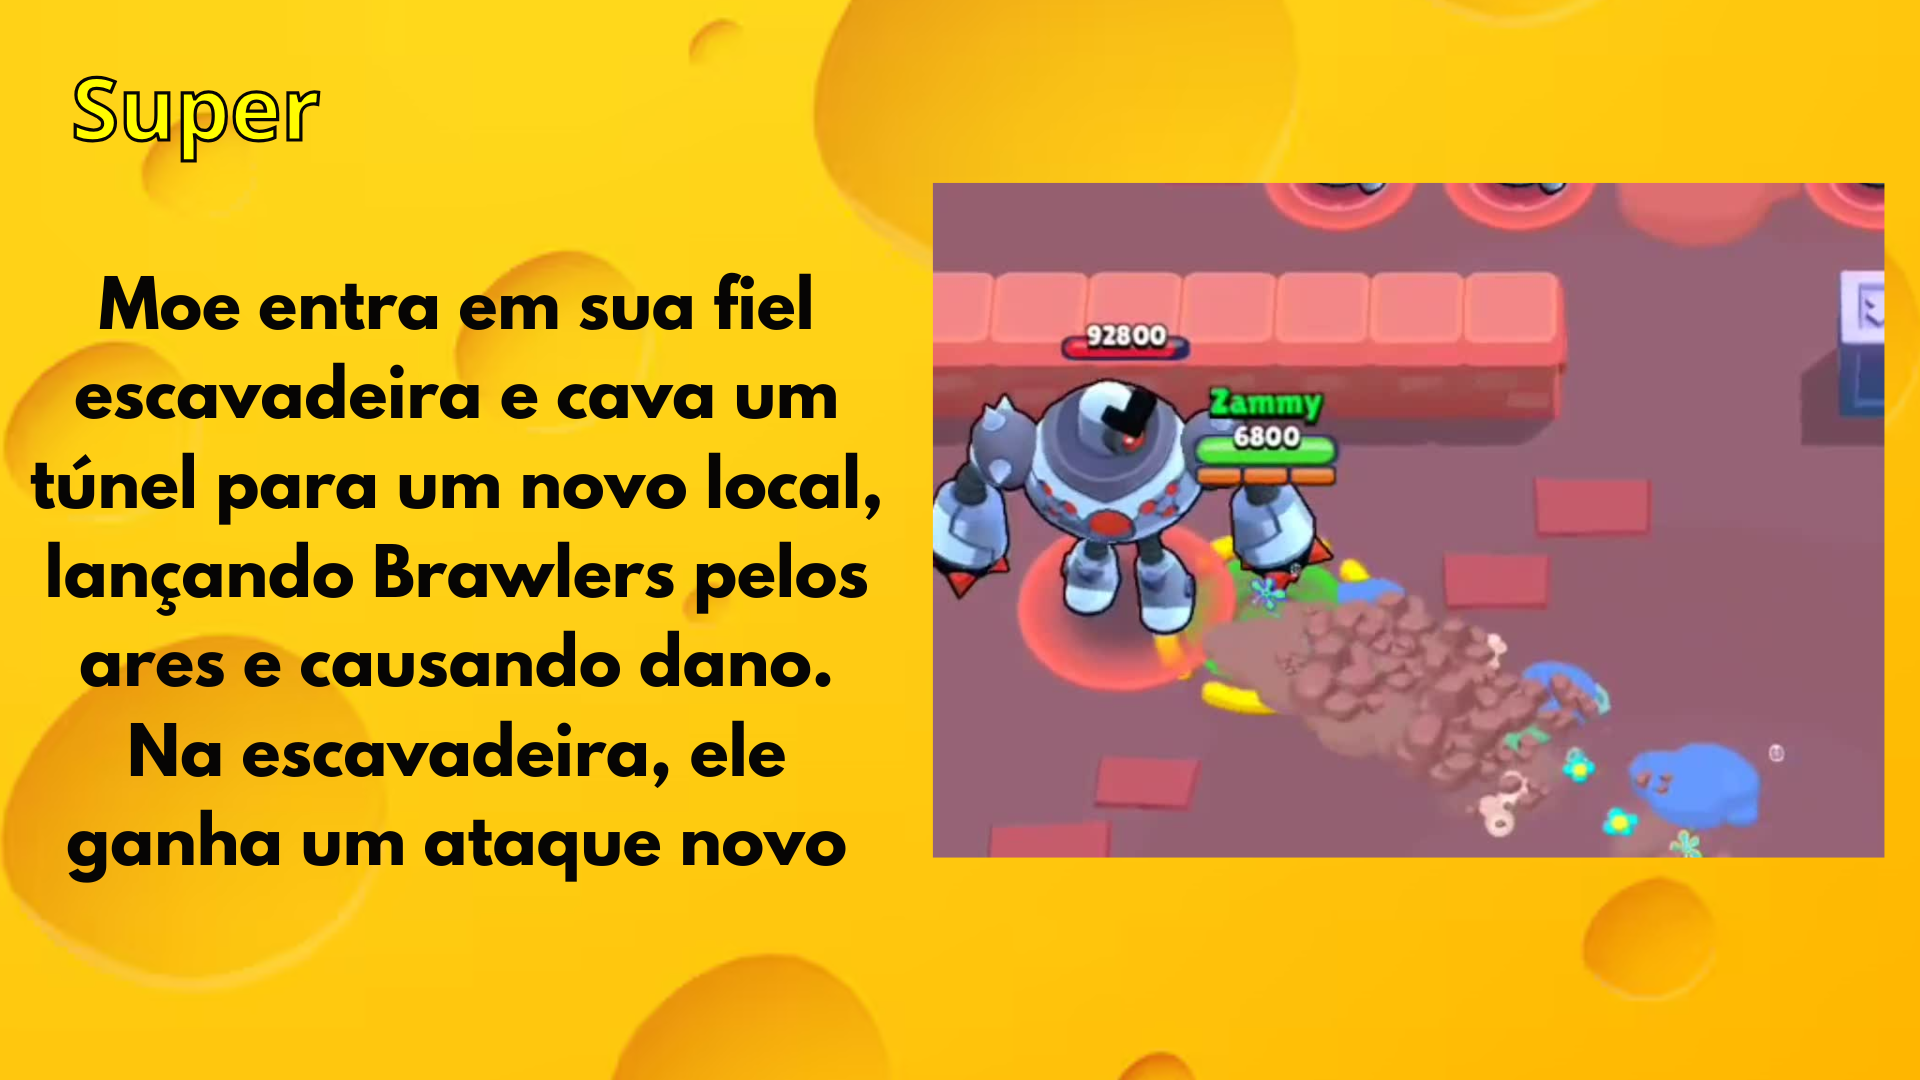 Super
Moe entra em sua fiel
escavadeira e cava um
túnel para um novo local,
lançando Brawlers pelos
ares e causando dano.
Na escavadeira, ele
ganha um ataque novo
92800
Zammy
6800